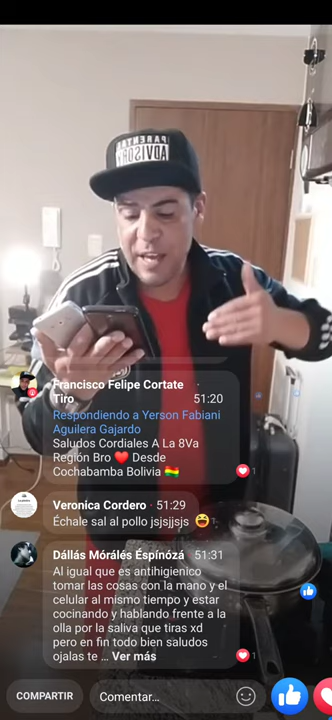 PARENTAL
ADVISORY
Francisco Felipe Cortate
Tiro 51:20
Respondiendo a Yerson Fabiani
Aguilera Gajardo
Saludos Cordiales A La 8Va
Región Bro ❤️ Desde
Cochabamba Bolivia 🇧🇴
1
Veronica Cordero · 51:29
Échale sal al pollo jsjsjjsjs 😆
1
Dállás Mórálés Éspínózá · 51:31
Al igual que es antihigienico
tomar las cosas con la mano y el
celular al mismo tiempo y estar
cocinando y hablando frente a la
olla por la saliva que tiras xd
pero en fin todo bien saludos
ojalas te ... Ver más
1
COMPARTIR
Comentar...